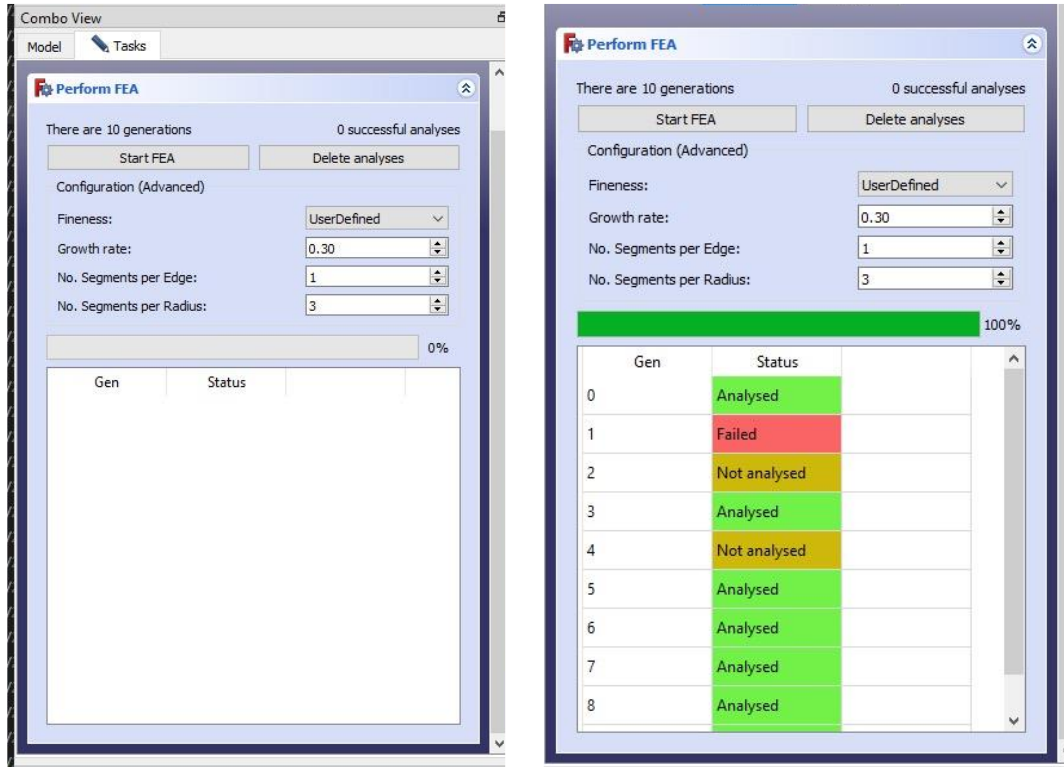 Combo View
Model Tasks
Perform FEA
There are 10 generations 0 successful analyses
Start FEA Delete analyses
Configuration (Advanced)
Fineness: UserDefined
Growth rate: 0.30
No. Segments per Edge: 1
No. Segments per Radius: 3
0%
Gen Status
Perform FEA
There are 10 generations 0 successful analyses
Start FEA Delete analyses
Configuration (Advanced)
Fineness: UserDefined
Growth rate: 0.30
No. Segments per Edge: 1
No. Segments per Radius: 3
100%
Gen Status
0 Analysed
1 Failed
2 Not analysed
3 Analysed
4 Not analysed
5 Analysed
6 Analysed
7 Analysed
8 Analysed